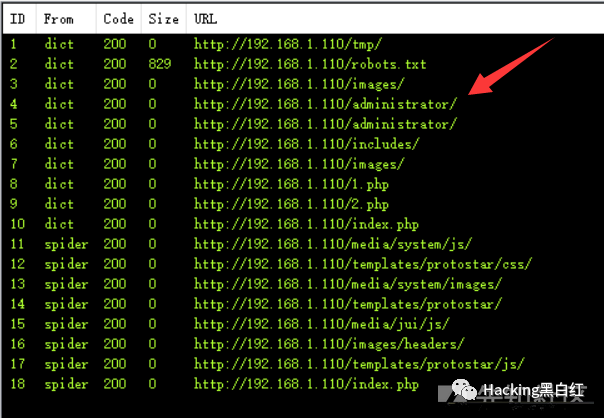 ID From Code Size URL
1 dict 200 0 http://192.168.1.110/tmp/
2 dict 200 829 http://192.168.1.110/robots.txt
3 dict 200 0 http://192.168.1.110/images/
4 dict 200 0 http://192.168.1.110/administrator/
5 dict 200 0 http://192.168.1.110/administrator/
6 dict 200 0 http://192.168.1.110/includes/
7 dict 200 0 http://192.168.1.110/images/
8 dict 200 0 http://192.168.1.110/1.php
9 dict 200 0 http://192.168.1.110/2.php
10 dict 200 0 http://192.168.1.110/index.php
11 spider 200 0 http://192.168.1.110/media/system/js/
12 spider 200 0 http://192.168.1.110/templates/protostar/css/
13 spider 200 0 http://192.168.1.110/media/system/images/
14 spider 200 0 http://192.168.1.110/templates/protostar/
15 spider 200 0 http://192.168.1.110/media/jui/js/
16 spider 200 0 http://192.168.1.110/images/headers/
17 spider 200 0 http://192.168.1.110/templates/protostar/js/
18 spider 200 0 http://192.168.1.110/index.php
Hacking黑白红